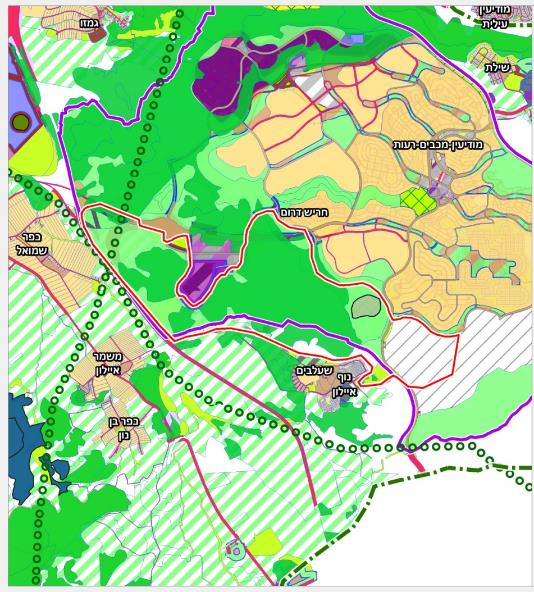 מודיעין
עילית
גמזו
שילת
מודיעין-מכבים-רעות
חריש דרום
כפר
שמואל
משמר
איילון
שעלבים
נוף
איילון
כפר בן
נון